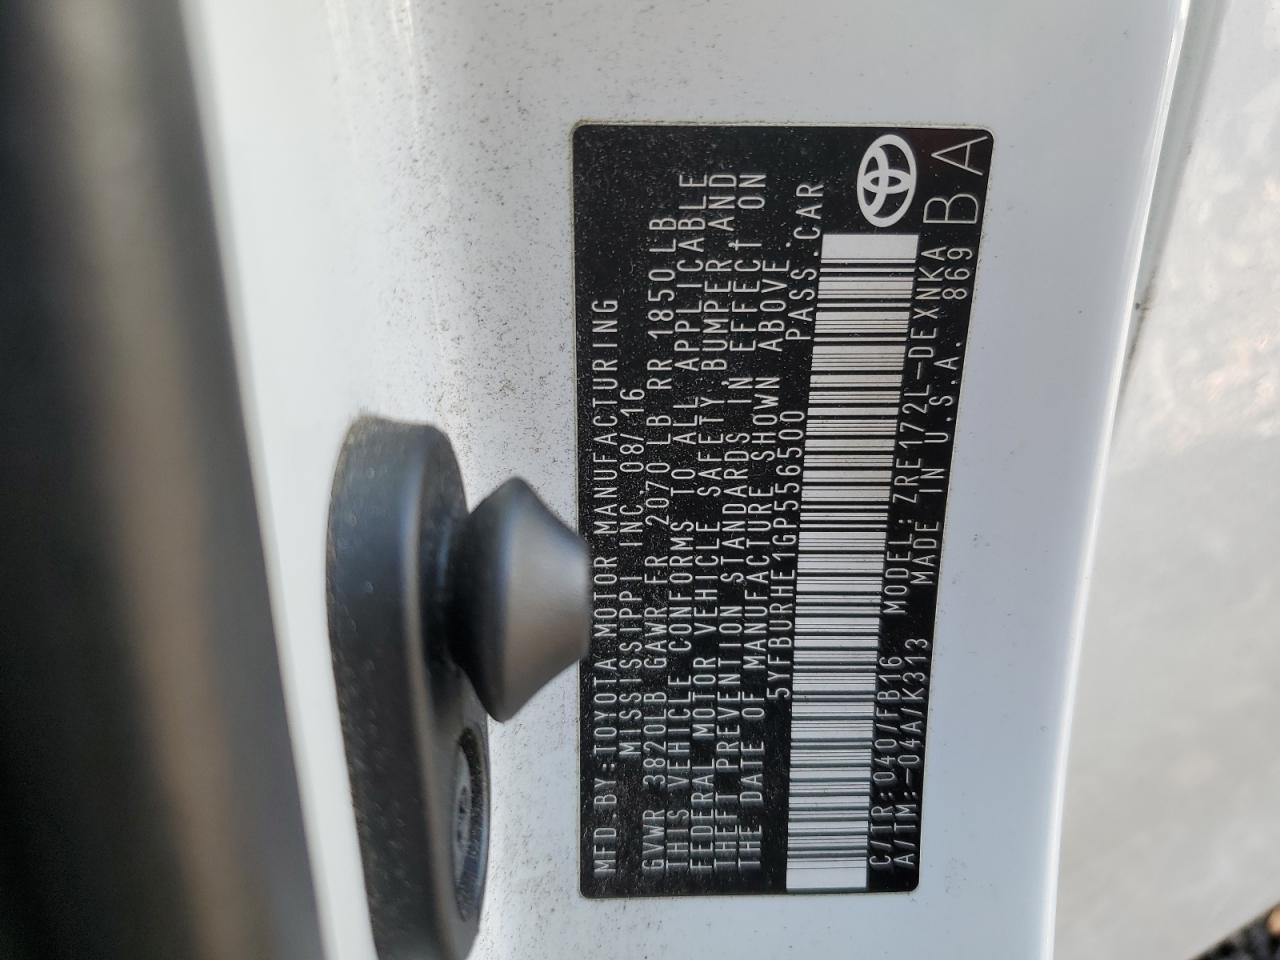 MFD.BY:TOYOTA MOTOR MANUFACTURING
MISSISSIPPI INC. 08/16
GVWR 3820LB GAWR FR 2070 LB RR 1850 LB
THIS VEHICLE CONFORMS TO ALL APPLICABLE
FEDERAL MOTOR VEHICLE SAFETY, BUMPER, AND
THEFT PREVENTION STANDARDS IN EFFECT ON
THE DATE OF MANUFACTURE SHOWN ABOVE.
5YFBURHE1GP556500 PASS.CAR
C/TR:040/FB16 MODEL:ZRE172L-DEXNKA
A/TM:-04A/K313 MADE IN U.S.A. 869
BA